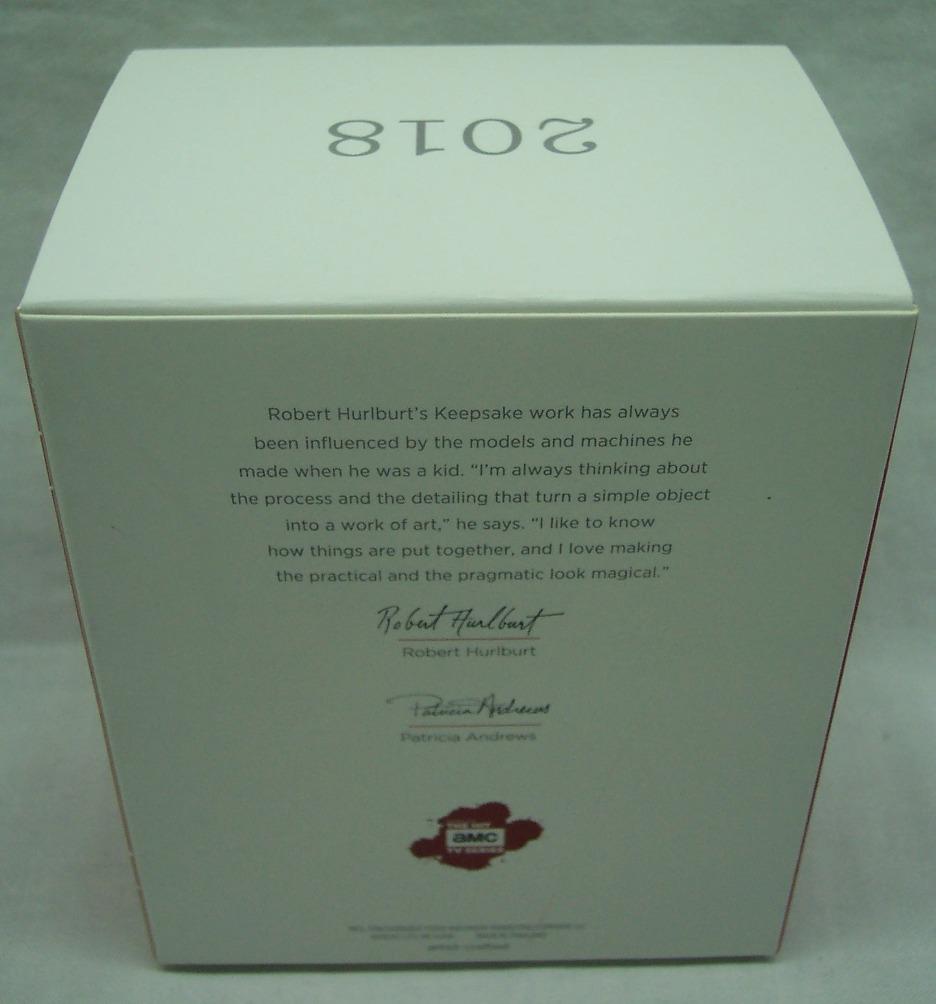 2018
Robert Hurlburt's Keepsake work has always
been influenced by the models and machines he
made when he was a kid. “I'm always thinking about
the process and the detailing that turn a simple object
into a work of art,” he says. “I like to know
how things are put together, and I love making
the practical and the pragmatic look magical.”
Robert Hurlburt
Robert Hurlburt
Patricia Andrews
Patricia Andrews
aMC
TV SERIES